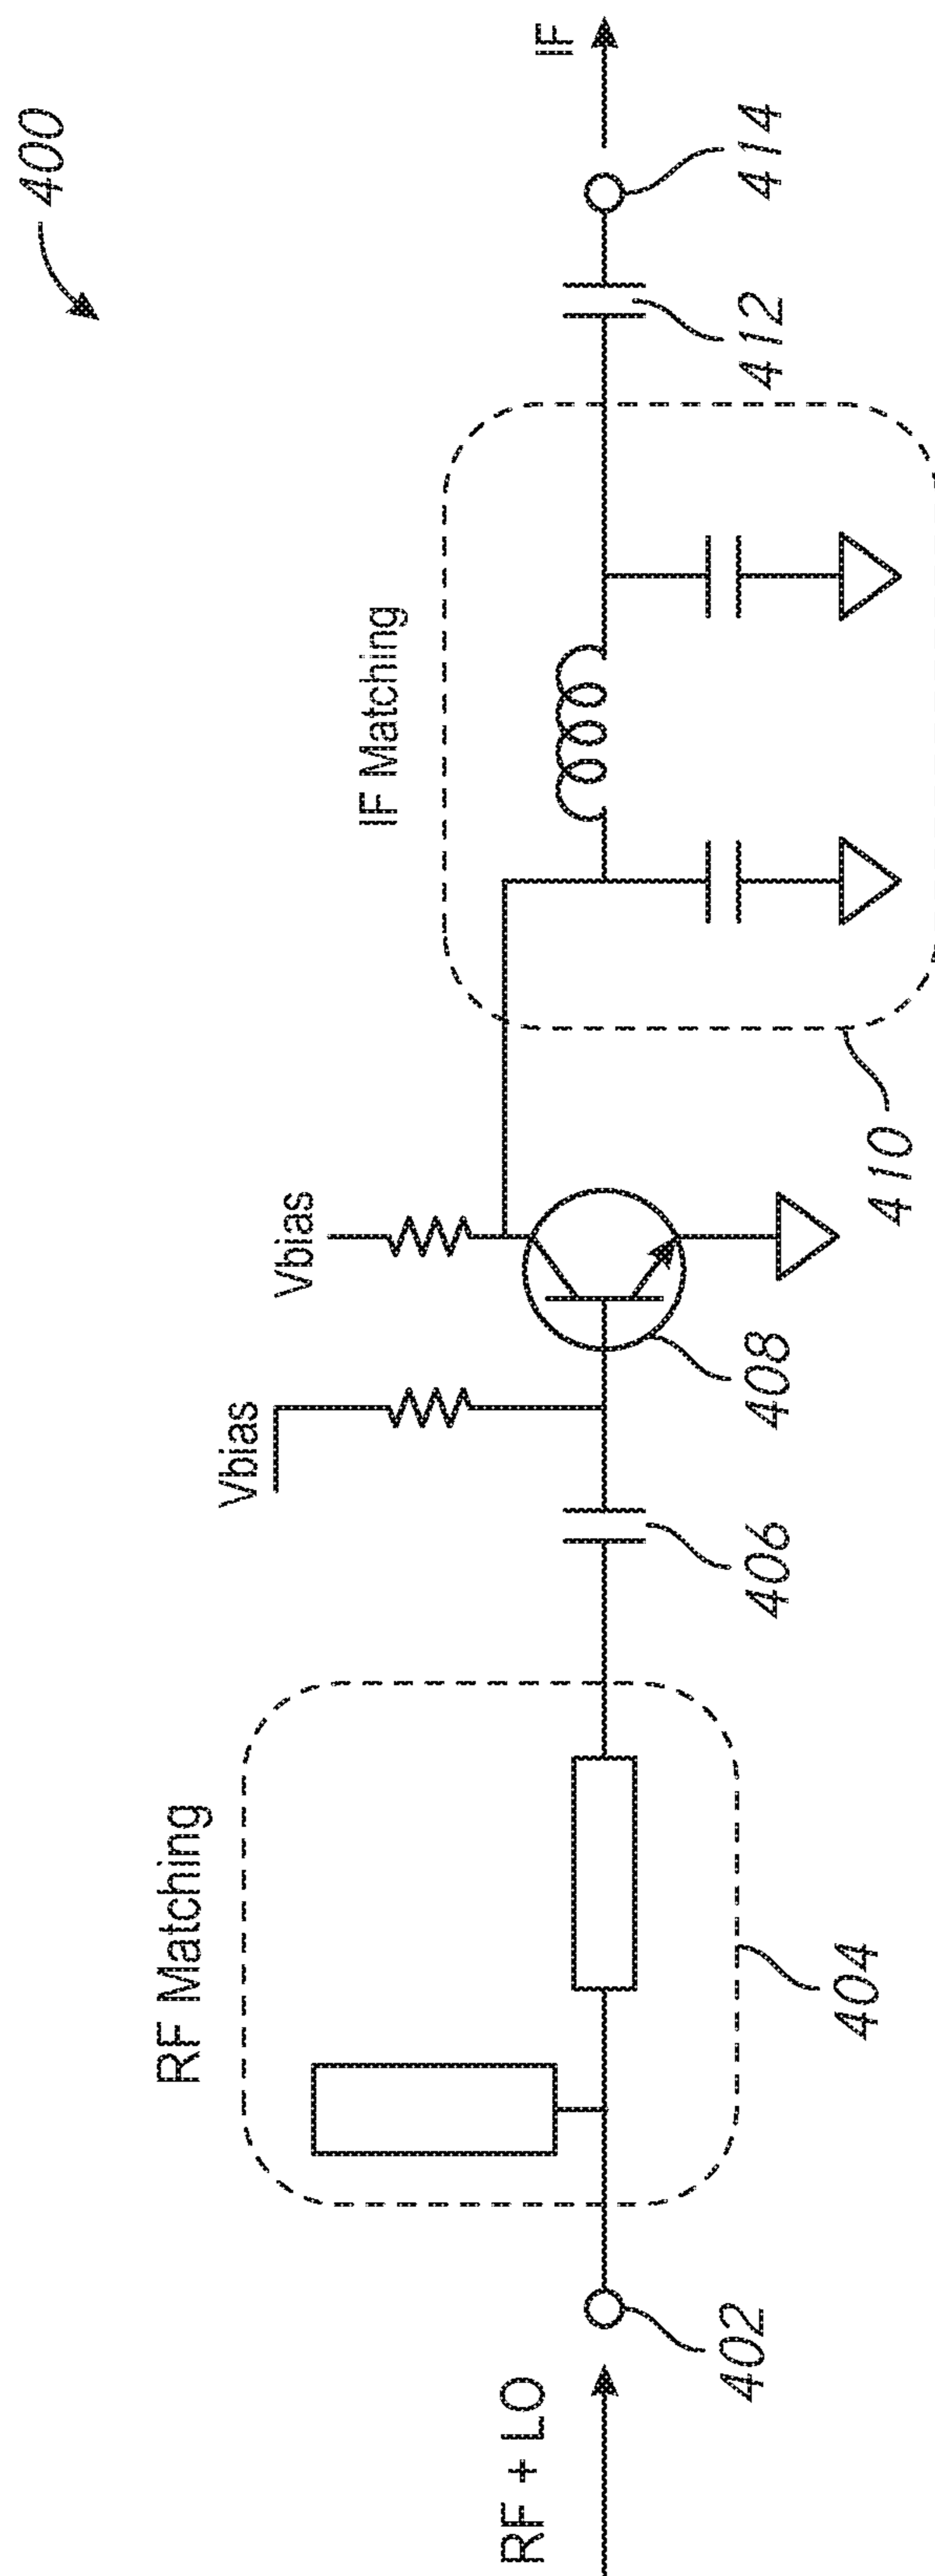 400
RF + LO
402
RF Matching
404
406
Vbias
Vbias
408
IF Matching
410
412
414
IF